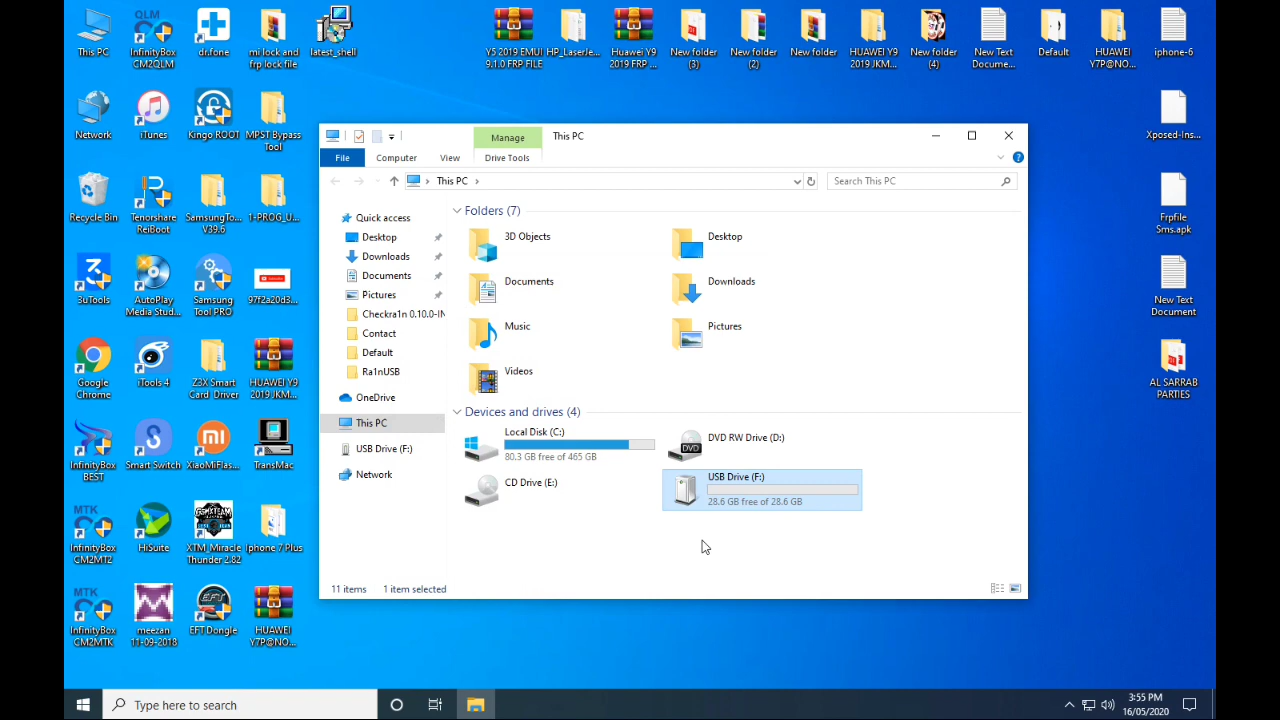 This PC
InfinityBox
CM2QLM
dr.fone
mi lock and
frp lock file
latest_shell
V5 2019 EMUI
9.1.0 FRP FILE
HP_LaserJe...
Huawei Y9
2019 FRP ...
New folder
(3)
New folder
(2)
New folder
HUAWEI Y9
2019 JKM...
New folder
(4)
New Text
Docume...
Default
HUAWEI
Y7P@NO...
iphone-6
Network
iTunes
Kingo ROOT
MPST Bypass
Tool
Xposed-Ins...
Recycle Bin
Tenorshare
ReiBoot
SamsungTo...
V39.6
1-PROG_U...
Frpfile
Sms.apk
3uTools
AutoPlay
Media Stud...
Samsung
Tool PRO
97f2a20d3...
New Text
Document
Google
Chrome
iTools 4
Z3X Smart
Card_Driver
HUAWEI Y9
2019 JKM...
AL SARRAB
PARTIES
InfinityBox
BEST
Smart Switch
XiaoMiFlas...
TransMac
MTK
InfinityBox
CM2MT2
HiSuite
XTM_Miracle
Thunder 2.82
iphone 7 Plus
MTK
InfinityBox
CM2MTK
meezan
11-09-2018
EFT
EFT Dongle
HUAWEI
Y7P@NO...
Manage
This PC
File
Computer
View
Drive Tools
This PC
Search This PC
Quick access
Desktop
Downloads
Documents
Pictures
Checkra1n 0.10.0-IN
Contact
Default
Ra1nUSB
OneDrive
This PC
USB Drive (F:)
Network
Folders (7)
3D Objects
Desktop
Documents
Downloads
Music
Pictures
Videos
Devices and drives (4)
Local Disk (C:)
80.3 GB free of 465 GB
DVD
DVD RW Drive (D:)
CD Drive (E:)
USB Drive (F:)
28.6 GB free of 28.6 GB
11 items
1 item selected
Type here to search
3:55 PM
16/05/2020